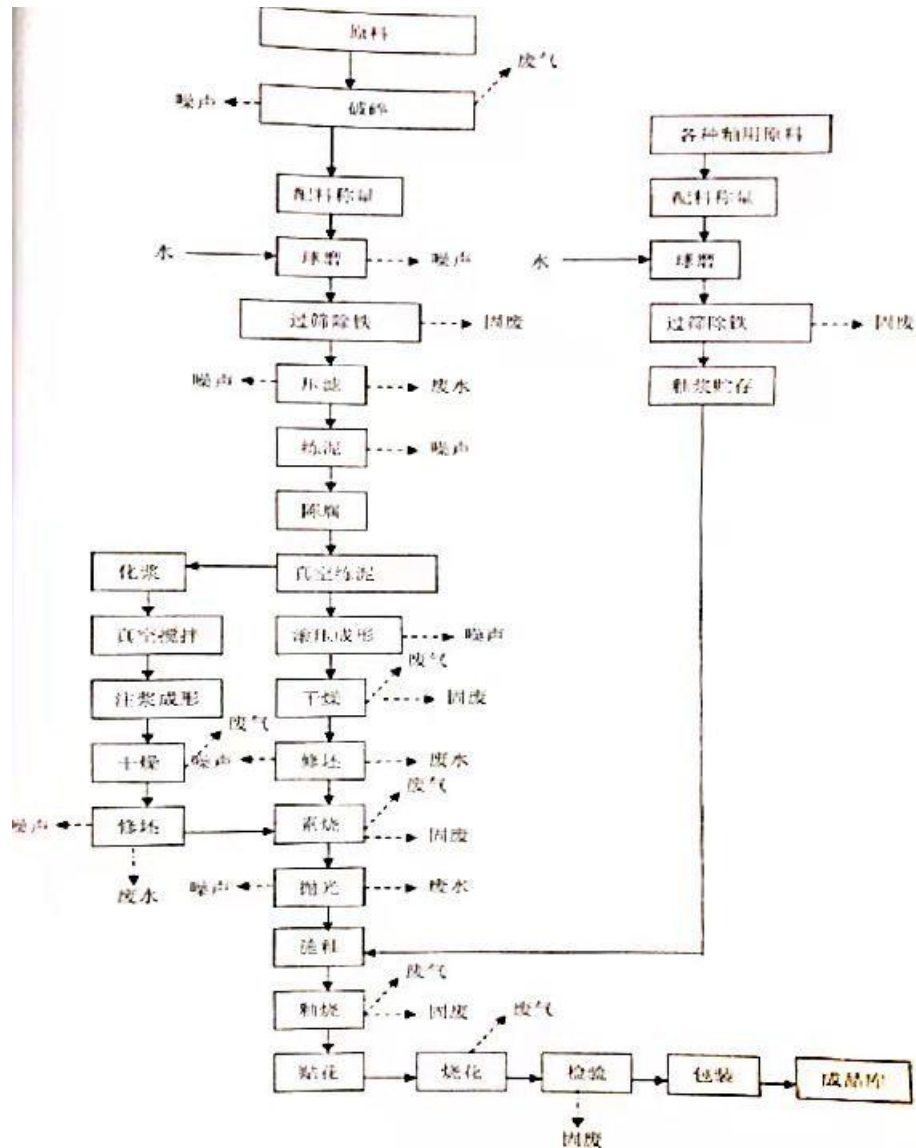 原料
废气
噪声
破碎
各种釉用原料
配料称量
配料称量
水
球磨
噪声
水
球磨
过筛除铁
固废
过筛除铁
固废
噪声
压滤
废水
釉浆贮存
练泥
噪声
陈腐
化浆
真空练泥
真空搅拌
滚压成形
噪声
废气
注浆成形
干燥
固废
废气
干燥
噪声
修坯
废水
废气
噪声
修坯
素烧
固废
废水
噪声
抛光
废水
施釉
废气
釉烧
固废
废气
贴花
烧花
检验
包装
成品库
固废